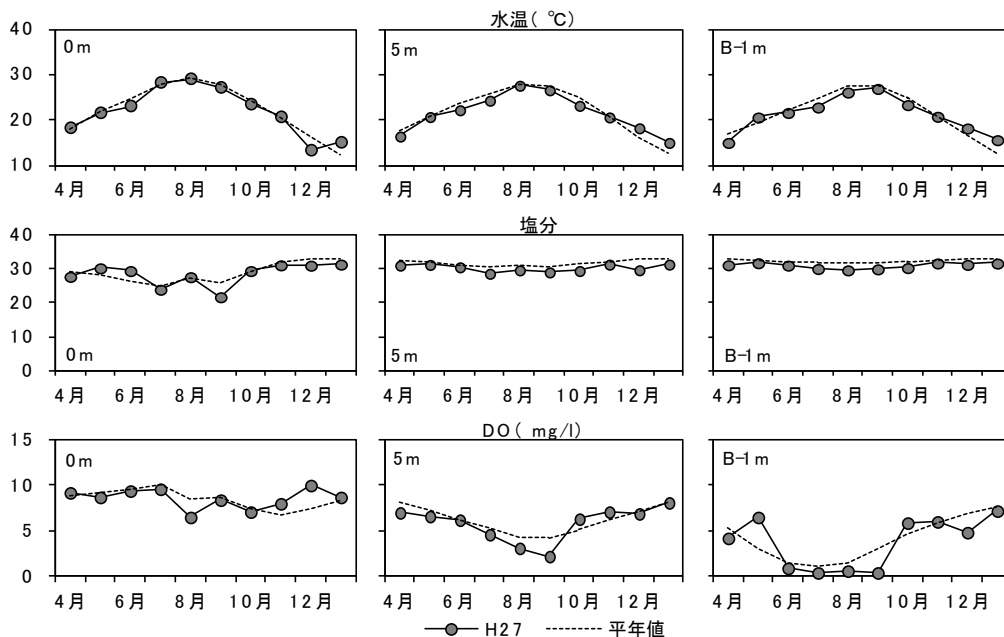 水温( ℃)
40
30
20
10
0m
5m
B-1m
4月 6月 8月 10月 12月
4月 6月 8月 10月 12月
4月 6月 8月 10月 12月
塩分
40
30
20
10
0
0m
5m
B-1m
4月 6月 8月 10月 12月
4月 6月 8月 10月 12月
4月 6月 8月 10月 12月
DO( mg/l)
15
10
5
0
0m
5m
B-1m
4月 6月 8月 10月 12月
4月 6月 8月 10月 12月
4月 6月 8月 10月 12月
H27 平年値